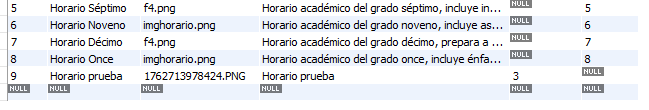 5 Horario Séptimo f4.png Horario académico del grado séptimo, incluye in... NULL 5
6 Horario Noveno imghorario.png Horario académico del grado noveno, incluye as... NULL 6
7 Horario Décimo f4.png Horario académico del grado décimo, prepara a ... NULL 7
8 Horario Once imghorario.png Horario académico del grado once, incluye énfa... NULL 8
9 Horario prueba 1762713978424.PNG Horario prueba 3 NULL
NULL NULL NULL NULL NULL NULL